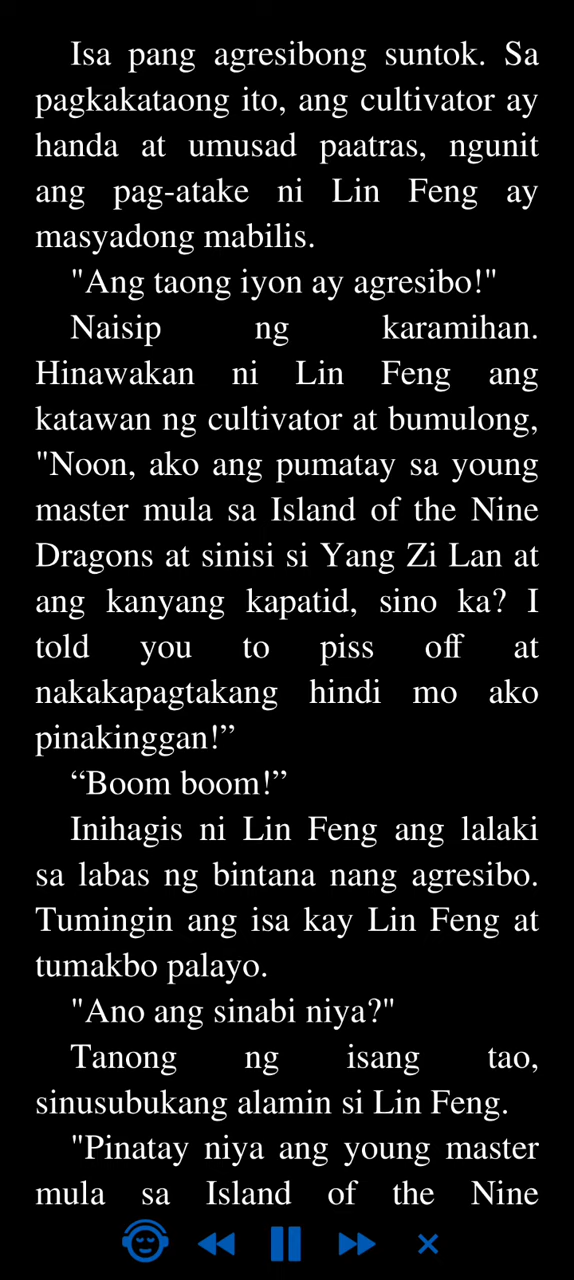 Isa pang agresibong suntok. Sa
pagkakataong ito, ang cultivator ay
handa at umusad paatras, ngunit
ang pag-atake ni Lin Feng ay
masyadong mabilis.
"Ang taong iyon ay agresibo!"
Naisip ng karamihan.
Hinawakan ni Lin Feng ang
katawan ng cultivator at bumulong,
"Noon, ako ang pumatay sa young
master mula sa Island of the Nine
Dragons at sinisi si Yang Zi Lan at
ang kanyang kapatid, sino ka? I
told you to piss off at
nakakapagtakang hindi mo ako
pinakinggan!”
“Boom boom!”
Inihagis ni Lin Feng ang lalaki
sa labas ng bintana nang agresibo.
Tumingin ang isa kay Lin Feng at
tumakbo palayo.
"Ano ang sinabi niya?"
Tanong ng isang tao,
sinusubukang alamin si Lin Feng.
"Pinatay niya ang young master
mula sa Island of the Nine